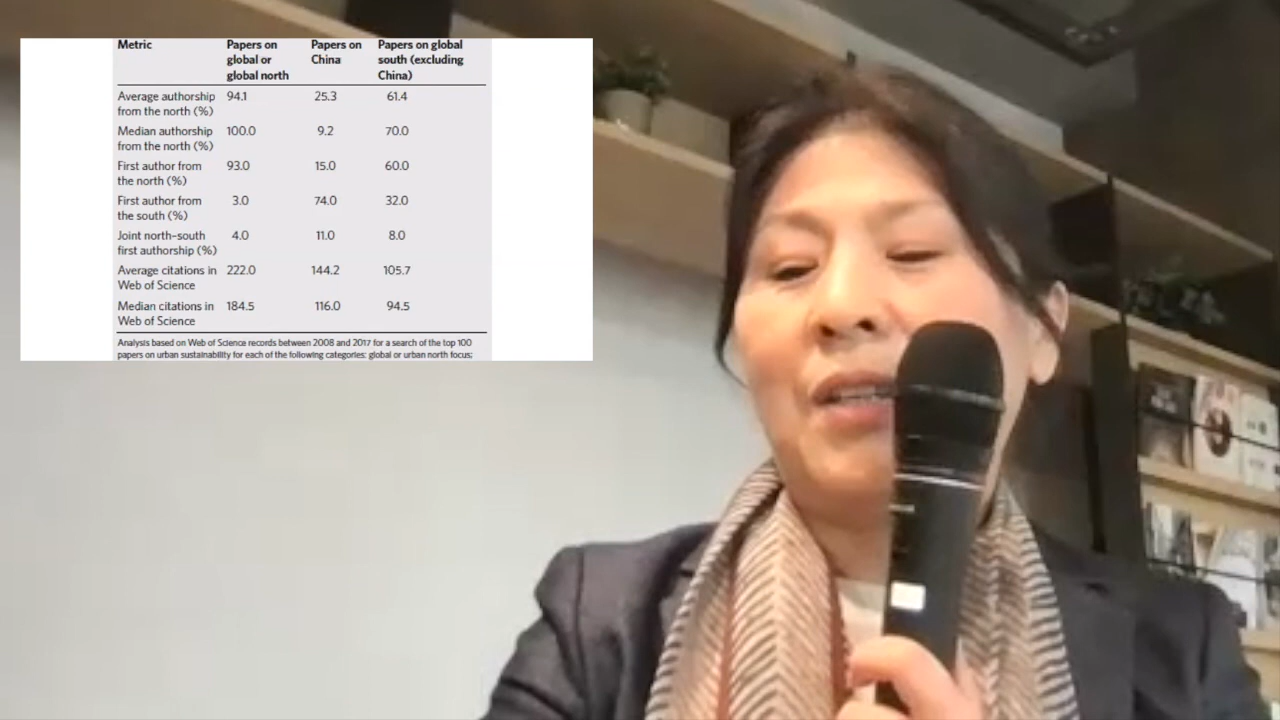 Metric Papers on global or global north Papers on China Papers on global south (excluding China)
Average authorship from the north (%) 94.1 25.3 61.4
Median authorship from the north (%) 100.0 9.2 70.0
First author from the north (%) 93.0 15.0 60.0
First author from the south (%) 3.0 74.0 32.0
Joint north–south first authorship (%) 4.0 11.0 8.0
Average citations in Web of Science 222.0 144.2 105.7
Median citations in Web of Science 184.5 116.0 94.5
Analysis based on Web of Science records between 2008 and 2017 for a search of the top 100
papers on urban sustainability for each of the following categories: global or urban north focus;